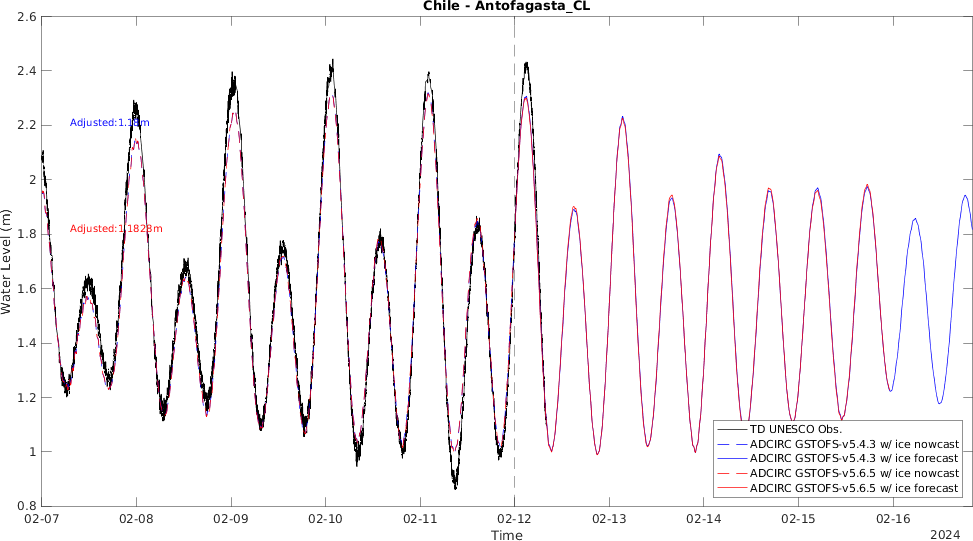 Chile - Antofagasta_CL
2.6
2.4
2.2
2
1.8
1.6
1.4
1.2
1
0.8
Water Level (m)
Adjusted:1.18m
Adjusted:1.1823m
TD UNESCO Obs.
ADCIRC GSTOFS-v5.4.3 w/ ice nowcast
ADCIRC GSTOFS-v5.4.3 w/ ice forecast
ADCIRC GSTOFS-v5.6.5 w/ ice nowcast
ADCIRC GSTOFS-v5.6.5 w/ ice forecast
02-07 02-08 02-09 02-10 02-11 02-12 02-13 02-14 02-15 02-16
Time
2024